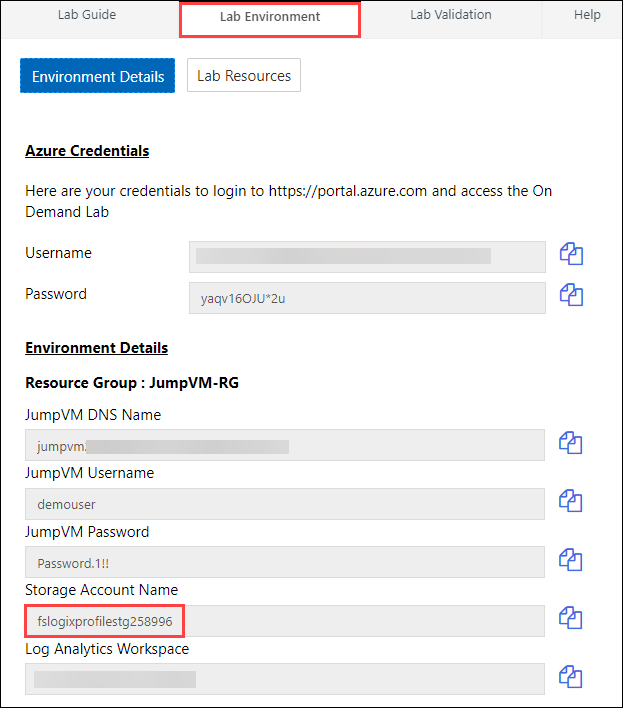 Lab Guide
Lab Environment
Lab Validation
Help
Environment Details
Lab Resources
Azure Credentials
Here are your credentials to login to https://portal.azure.com and access the On
Demand Lab
Username
Password
yaqv16OJU*2u
Environment Details
Resource Group : JumpVM-RG
JumpVM DNS Name
jumpvm
JumpVM Username
demouser
JumpVM Password
Password.1!!
Storage Account Name
fslogixprofilestg258996
Log Analytics Workspace